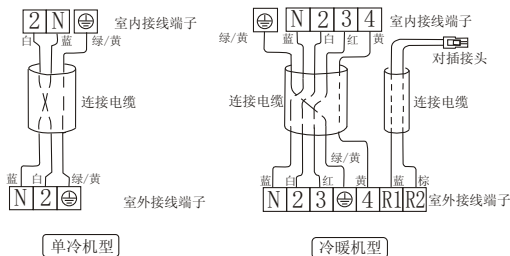 2 N 室内接线端子
白 蓝 绿/黄
连接电缆
蓝 白 绿/黄
N 2 室外接线端子
单冷机型
N 2 3 4 室内接线端子
绿/黄 蓝 白 红 黄
对插接头
连接电缆 连接电缆
绿/黄
蓝 白 红 黄 蓝 棕
N 2 3 4 R1 R2 室外接线端子
冷暖机型